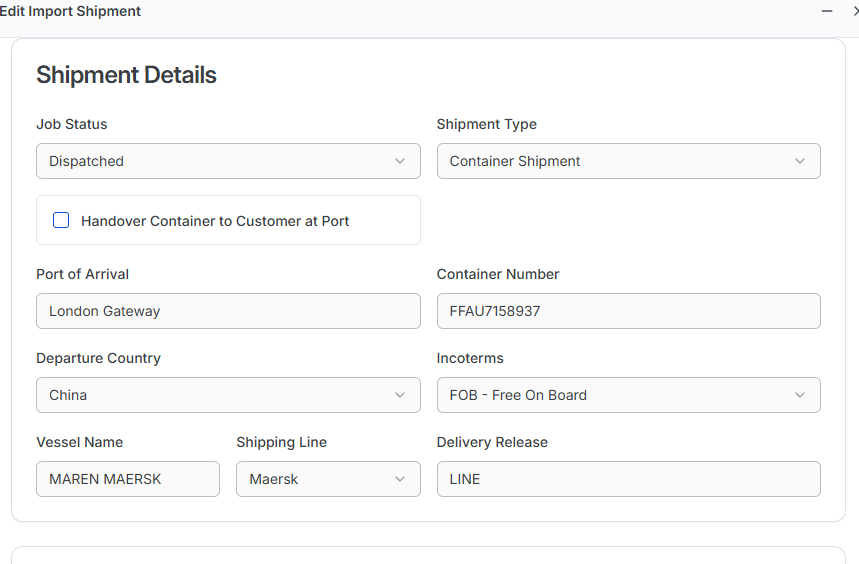 Edit Import Shipment
Shipment Details
Job Status
Shipment Type
Dispatched
Container Shipment
Handover Container to Customer at Port
Port of Arrival
Container Number
London Gateway
FFAU7158937
Departure Country
Incoterms
China
FOB - Free On Board
Vessel Name
Shipping Line
Delivery Release
MAREN MAERSK
Maersk
LINE